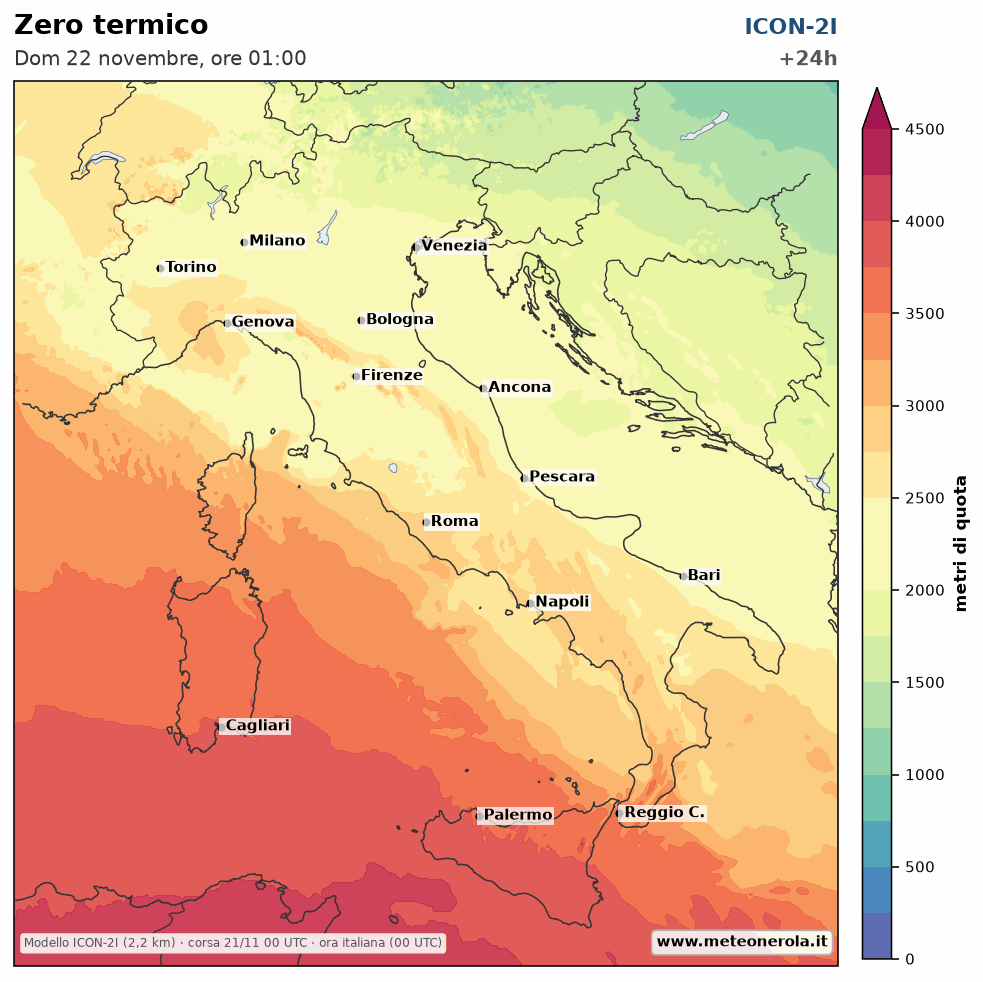 Zero termico
ICON-2I
Dom 22 novembre, ore 01:00
+24h
Milano
Venezia
Torino
Genova
Bologna
Firenze
Ancona
Pescara
Roma
Bari
Napoli
Cagliari
Palermo
Reggio C.
4500
4000
3500
3000
2500
2000
1500
1000
500
0
metri di quota
Modello ICON-2I (2,2 km) · corsa 21/11 00 UTC · ora italiana (00 UTC)
www.meteonerola.it